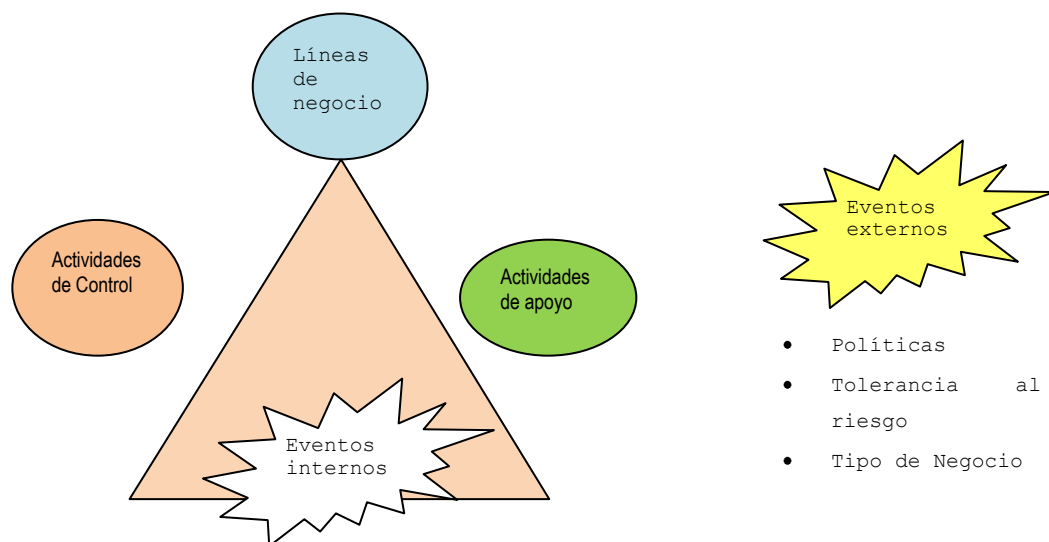 Líneas
de
negocio
Actividades
de Control
Actividades
de apoyo
Eventos
internos
Eventos
externos
• Políticas
• Tolerancia al
riesgo
• Tipo de Negocio